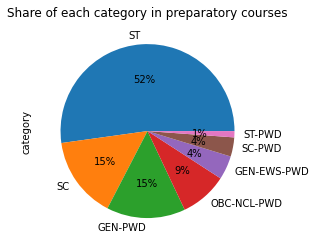 Share of each category in preparatory courses
ST
52%
1%
ST-PWD
4%
SC-PWD
category
4%
GEN-EWS-PWD
15%
9%
SC
15%
OBC-NCL-PWD
GEN-PWD